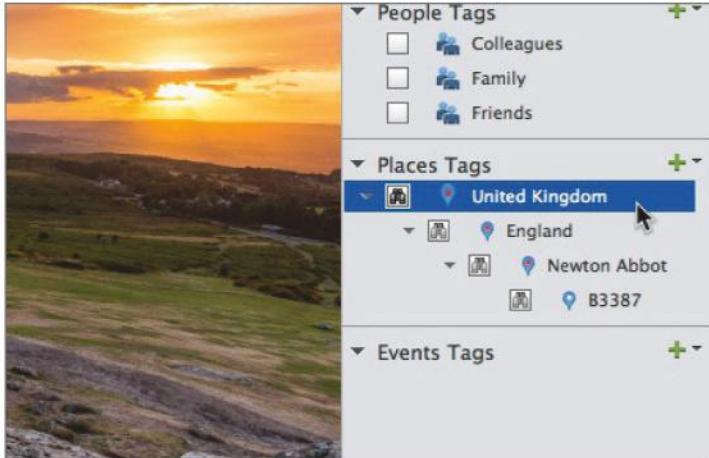 People Tags
Colleagues
Family
Friends
Places Tags
United Kingdom
England
Newton Abbot
B3387
Events Tags